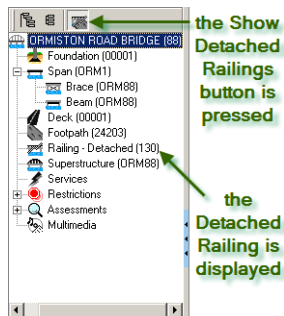 ORMISTON ROAD BRIDGE (88)
Foundation (00001)
Span (ORM1)
Brace (ORM88)
Beam (ORM88)
Deck (00001)
Footpath (24203)
Railing - Detached (130)
Superstructure (ORM88)
Services
Restrictions
Assessments
Multimedia
the Show
Detached
Railings
button is
pressed
the
Detached
Railing is
displayed